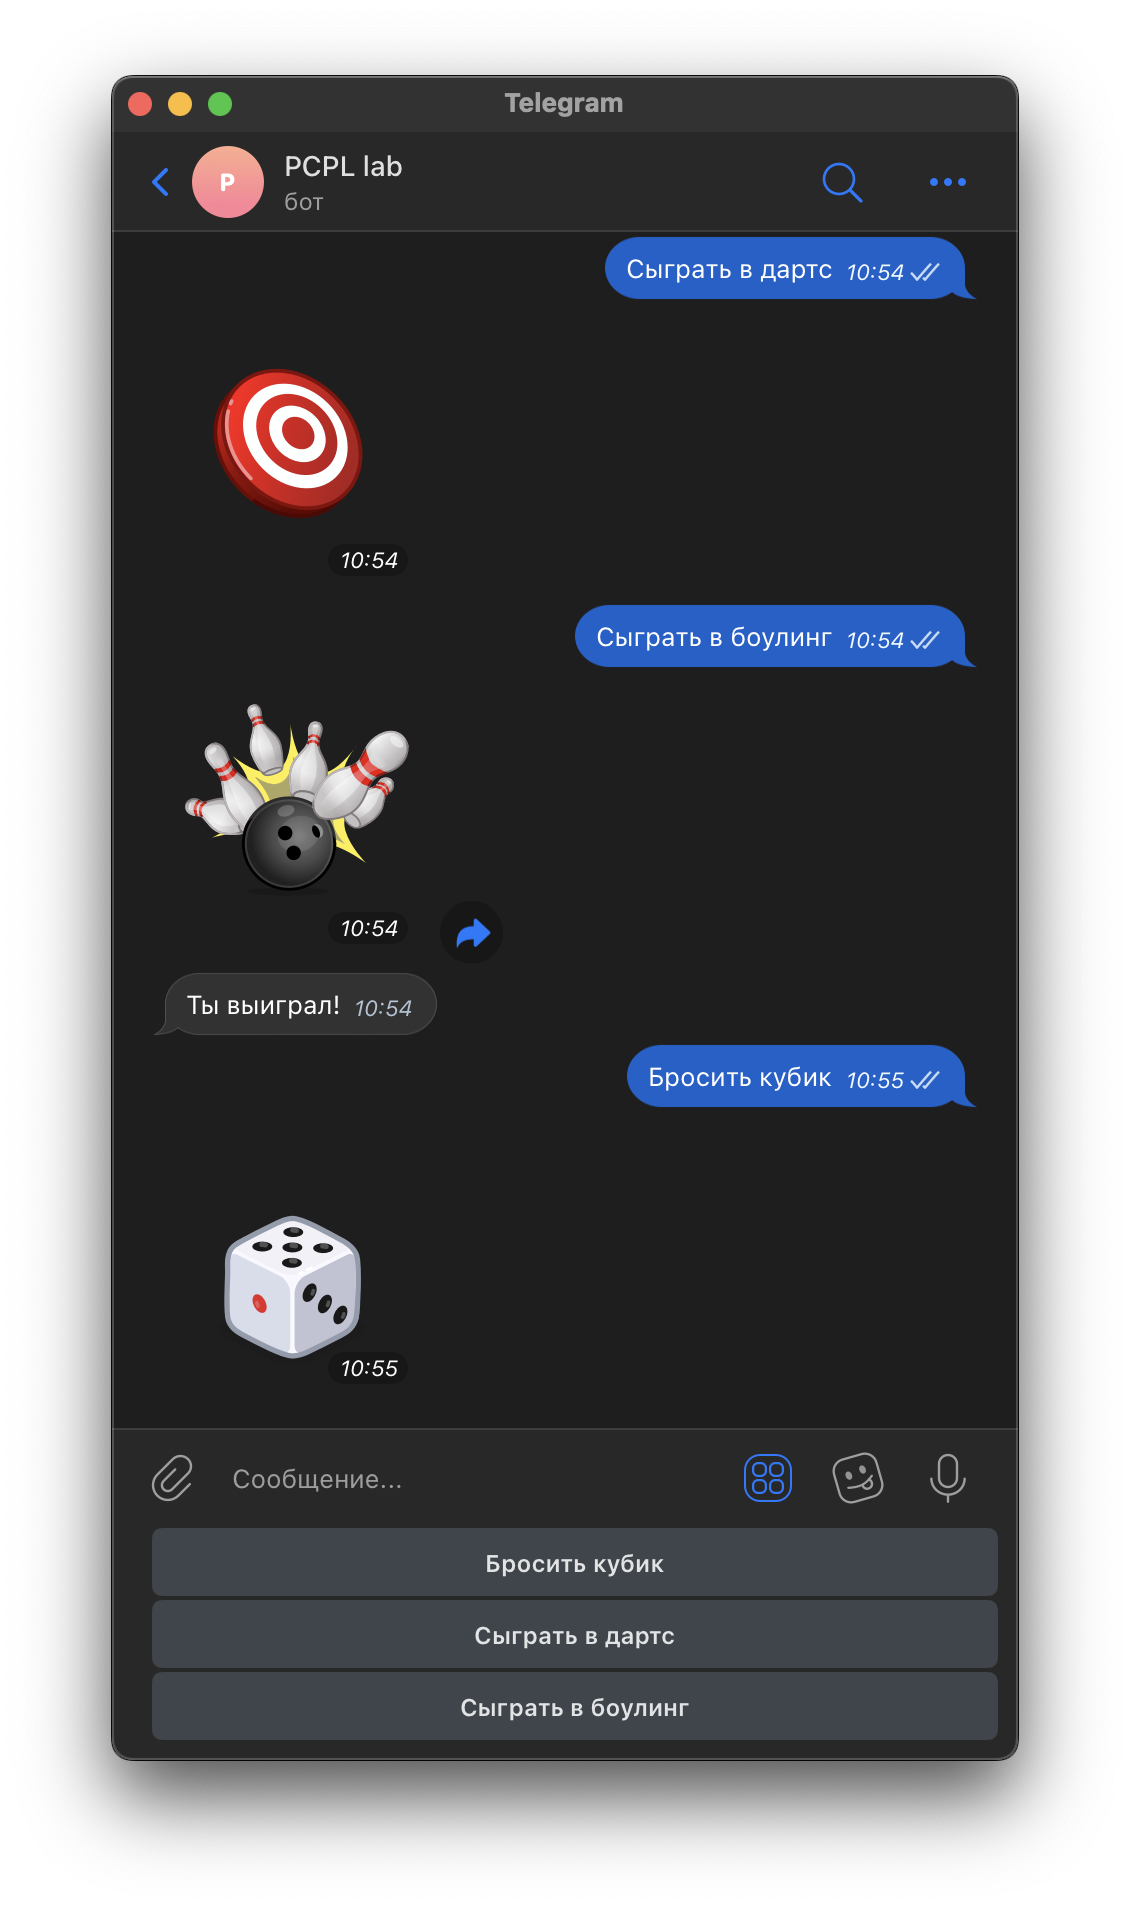 Telegram
P
PCPL lab
бот
Сыграть в дартс 10:54
10:54
Сыграть в боулинг 10:54
10:54
Ты выиграл! 10:54
Бросить кубик 10:55
10:55
Сообщение...
Бросить кубик
Сыграть в дартс
Сыграть в боулинг